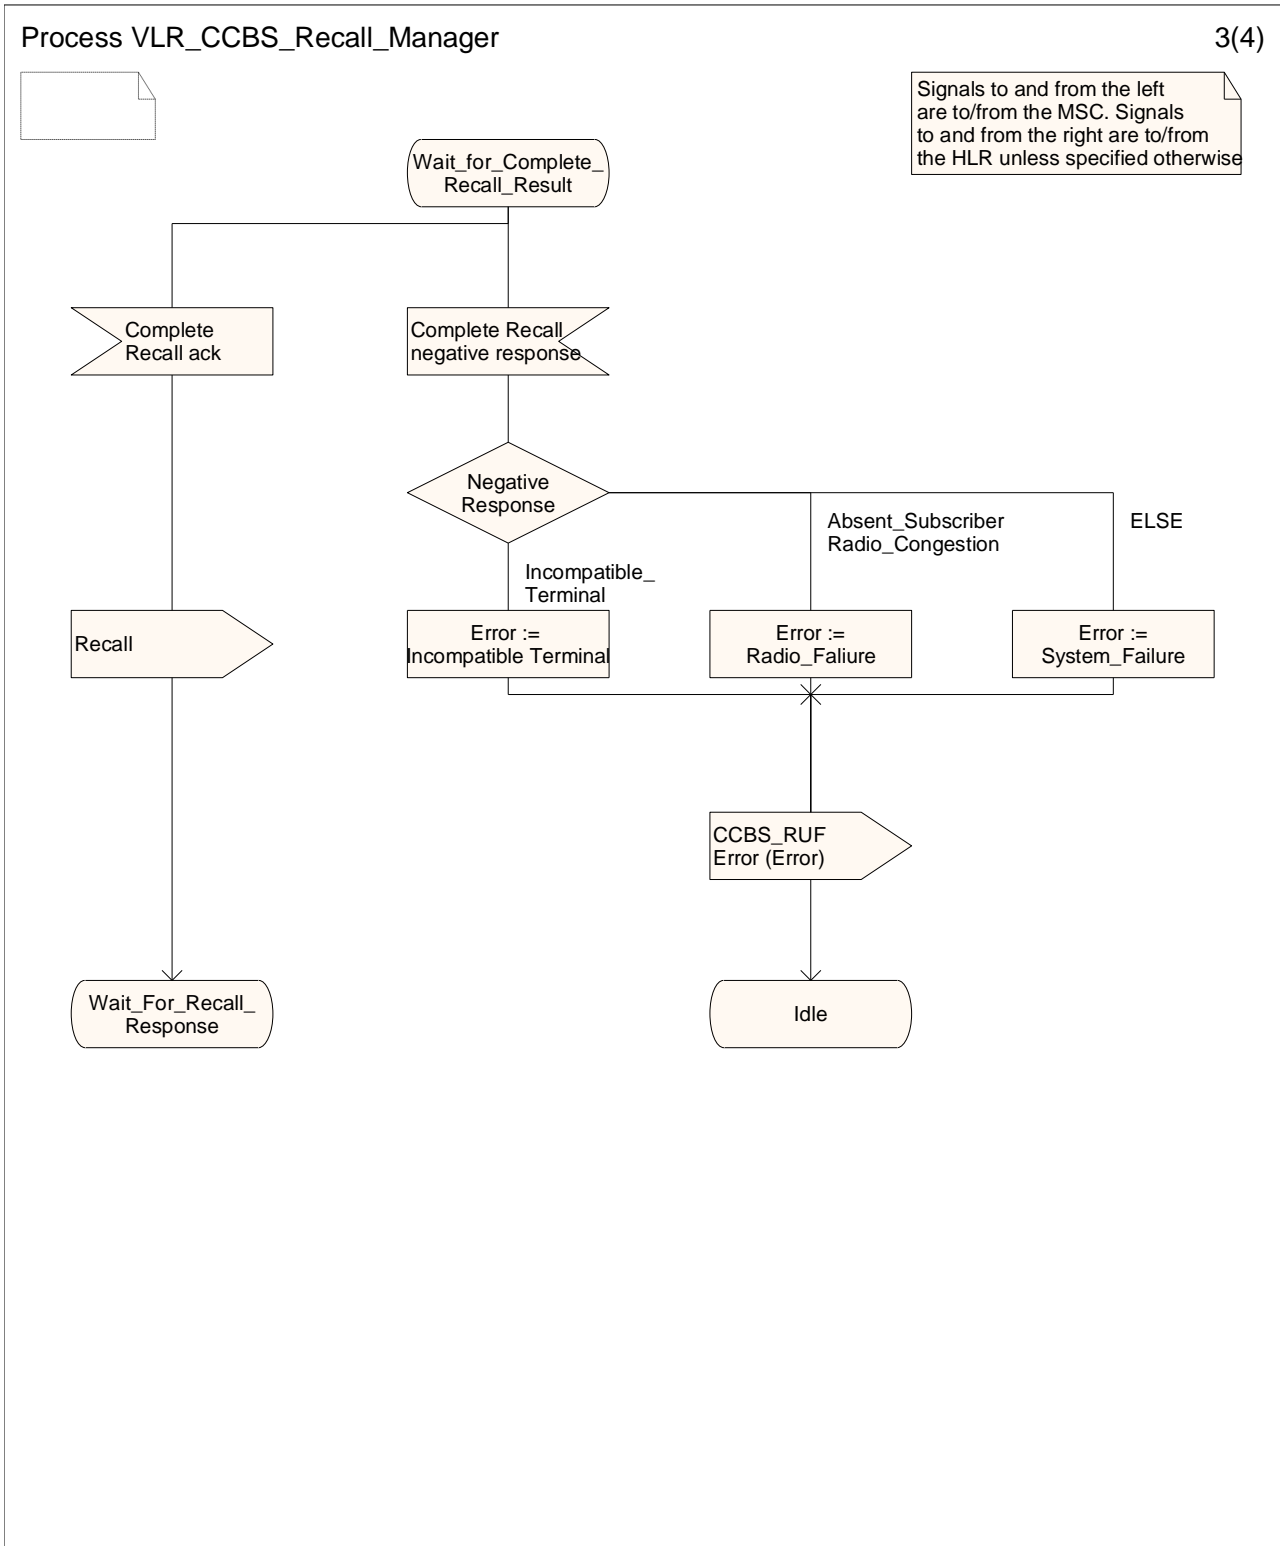 Process VLR_CCBS_Recall_Manager
3(4)
Signals to and from the left
are to/from the MSC. Signals
to and from the right are to/from
the HLR unless specified otherwise
Wait_for_Complete_
Recall_Result
Complete
Recall ack
Complete Recall
negative response
Negative
Response
Absent_Subscriber
Radio_Congestion
ELSE
Incompatible_
Terminal
Recall
Error :=
Incompatible Terminal
Error :=
Radio_Faliure
Error :=
System_Failure
CCBS_RUF
Error (Error)
Wait_For_Recall_
Response
Idle